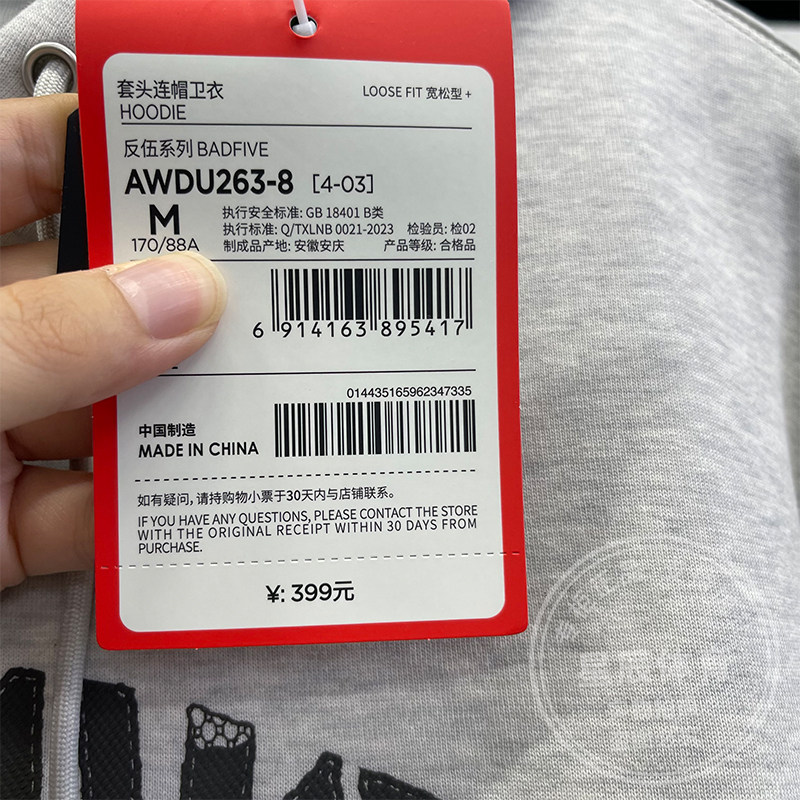 套头连帽卫衣
HOODIE
LOOSE FIT 宽松型 +
反伍系列 BADFIVE
AWDU263-8 [4-03]
M
170/88A
执行安全标准: GB 18401 B类
执行标准: Q/TXLNB 0021-2023 检验员: 检02
制成品产地: 安徽安庆 产品等级: 合格品
6 914163 895417
014435165962347335
中国制造
MADE IN CHINA
如有疑问，请持购物小票于30天内与店铺联系。
IF YOU HAVE ANY QUESTIONS, PLEASE CONTACT THE STORE
WITH THE ORIGINAL RECEIPT WITHIN 30 DAYS FROM
PURCHASE.
¥: 399元